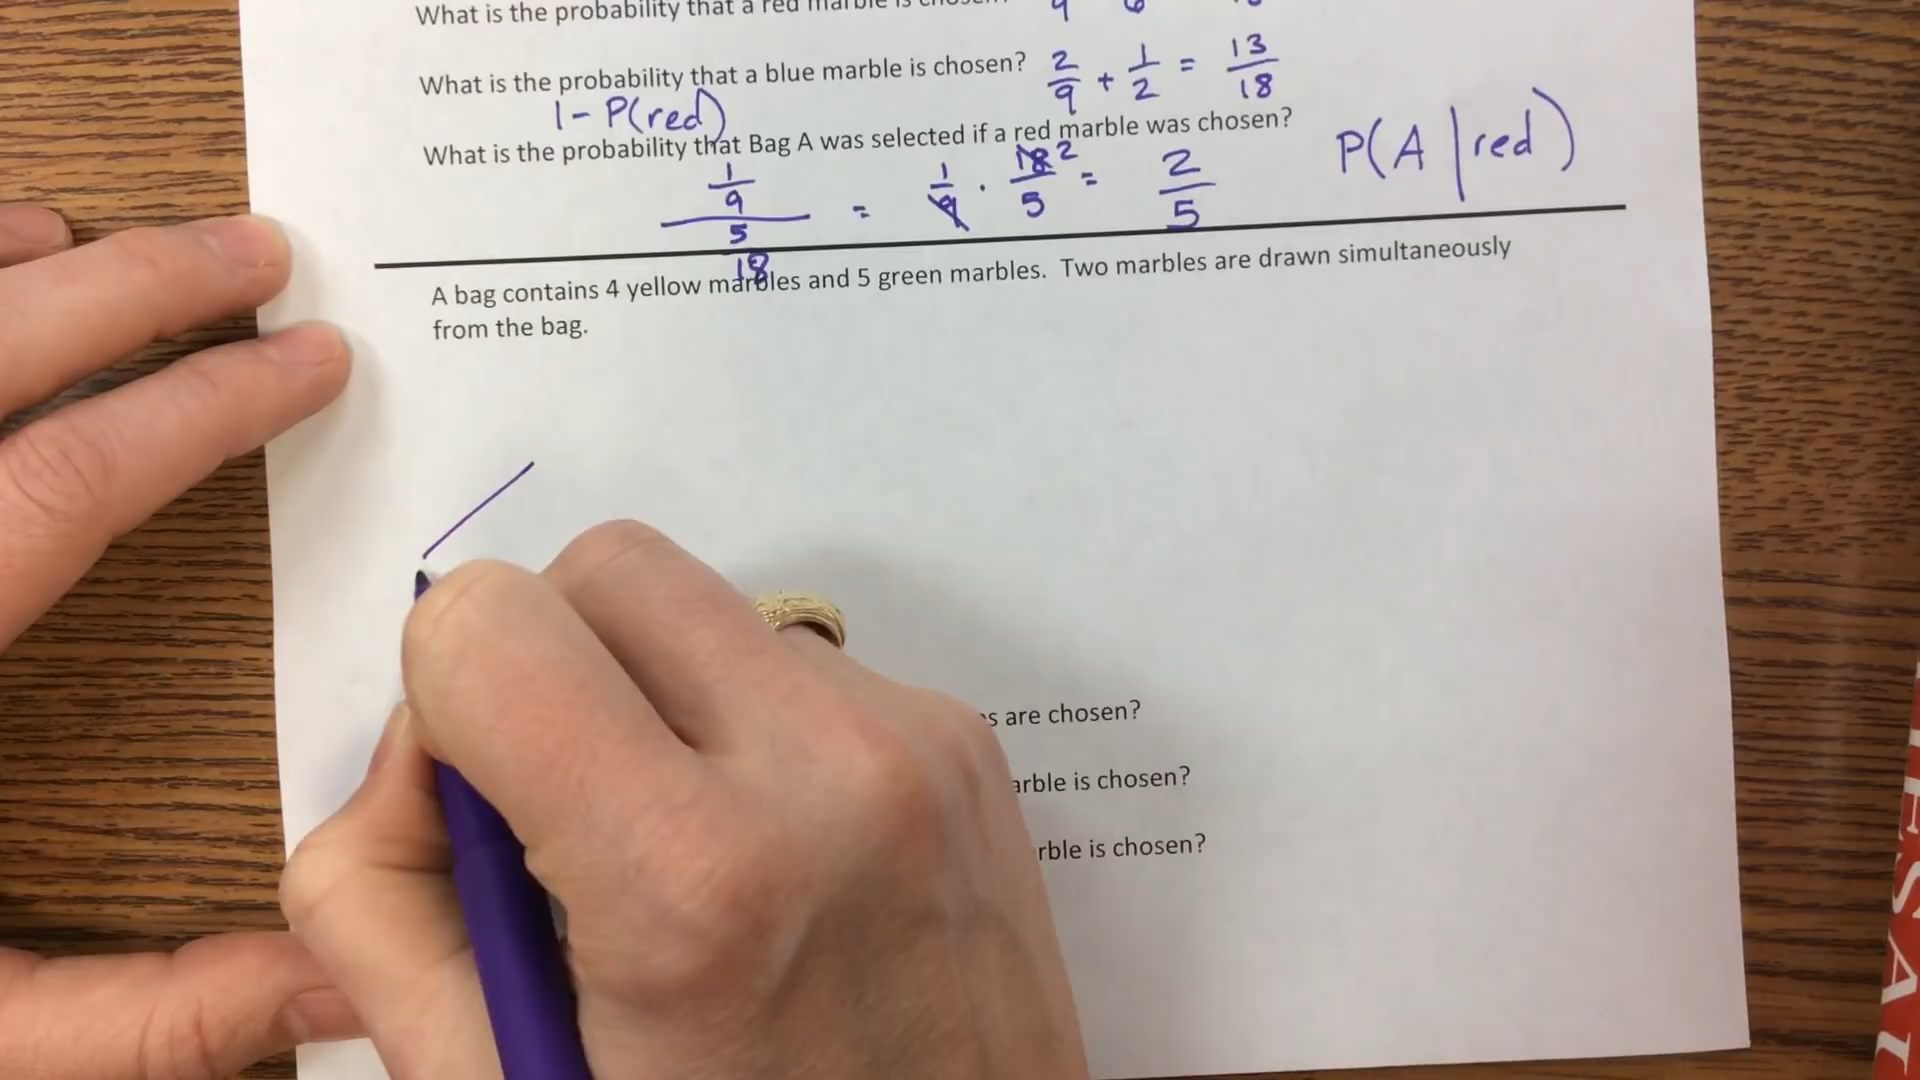 What is the probability that a red marble is chosen?
What is the probability that a blue marble is chosen? 2/9 + 1/2 = 13/18
1 - P(red)
What is the probability that Bag A was selected if a red marble was chosen? P(A | red)
1/9 / 5/18 = 1/9 · 18/5 2 = 2/5
A bag contains 4 yellow marbles and 5 green marbles. Two marbles are drawn simultaneously
from the bag.
are chosen?
is chosen?
is chosen?